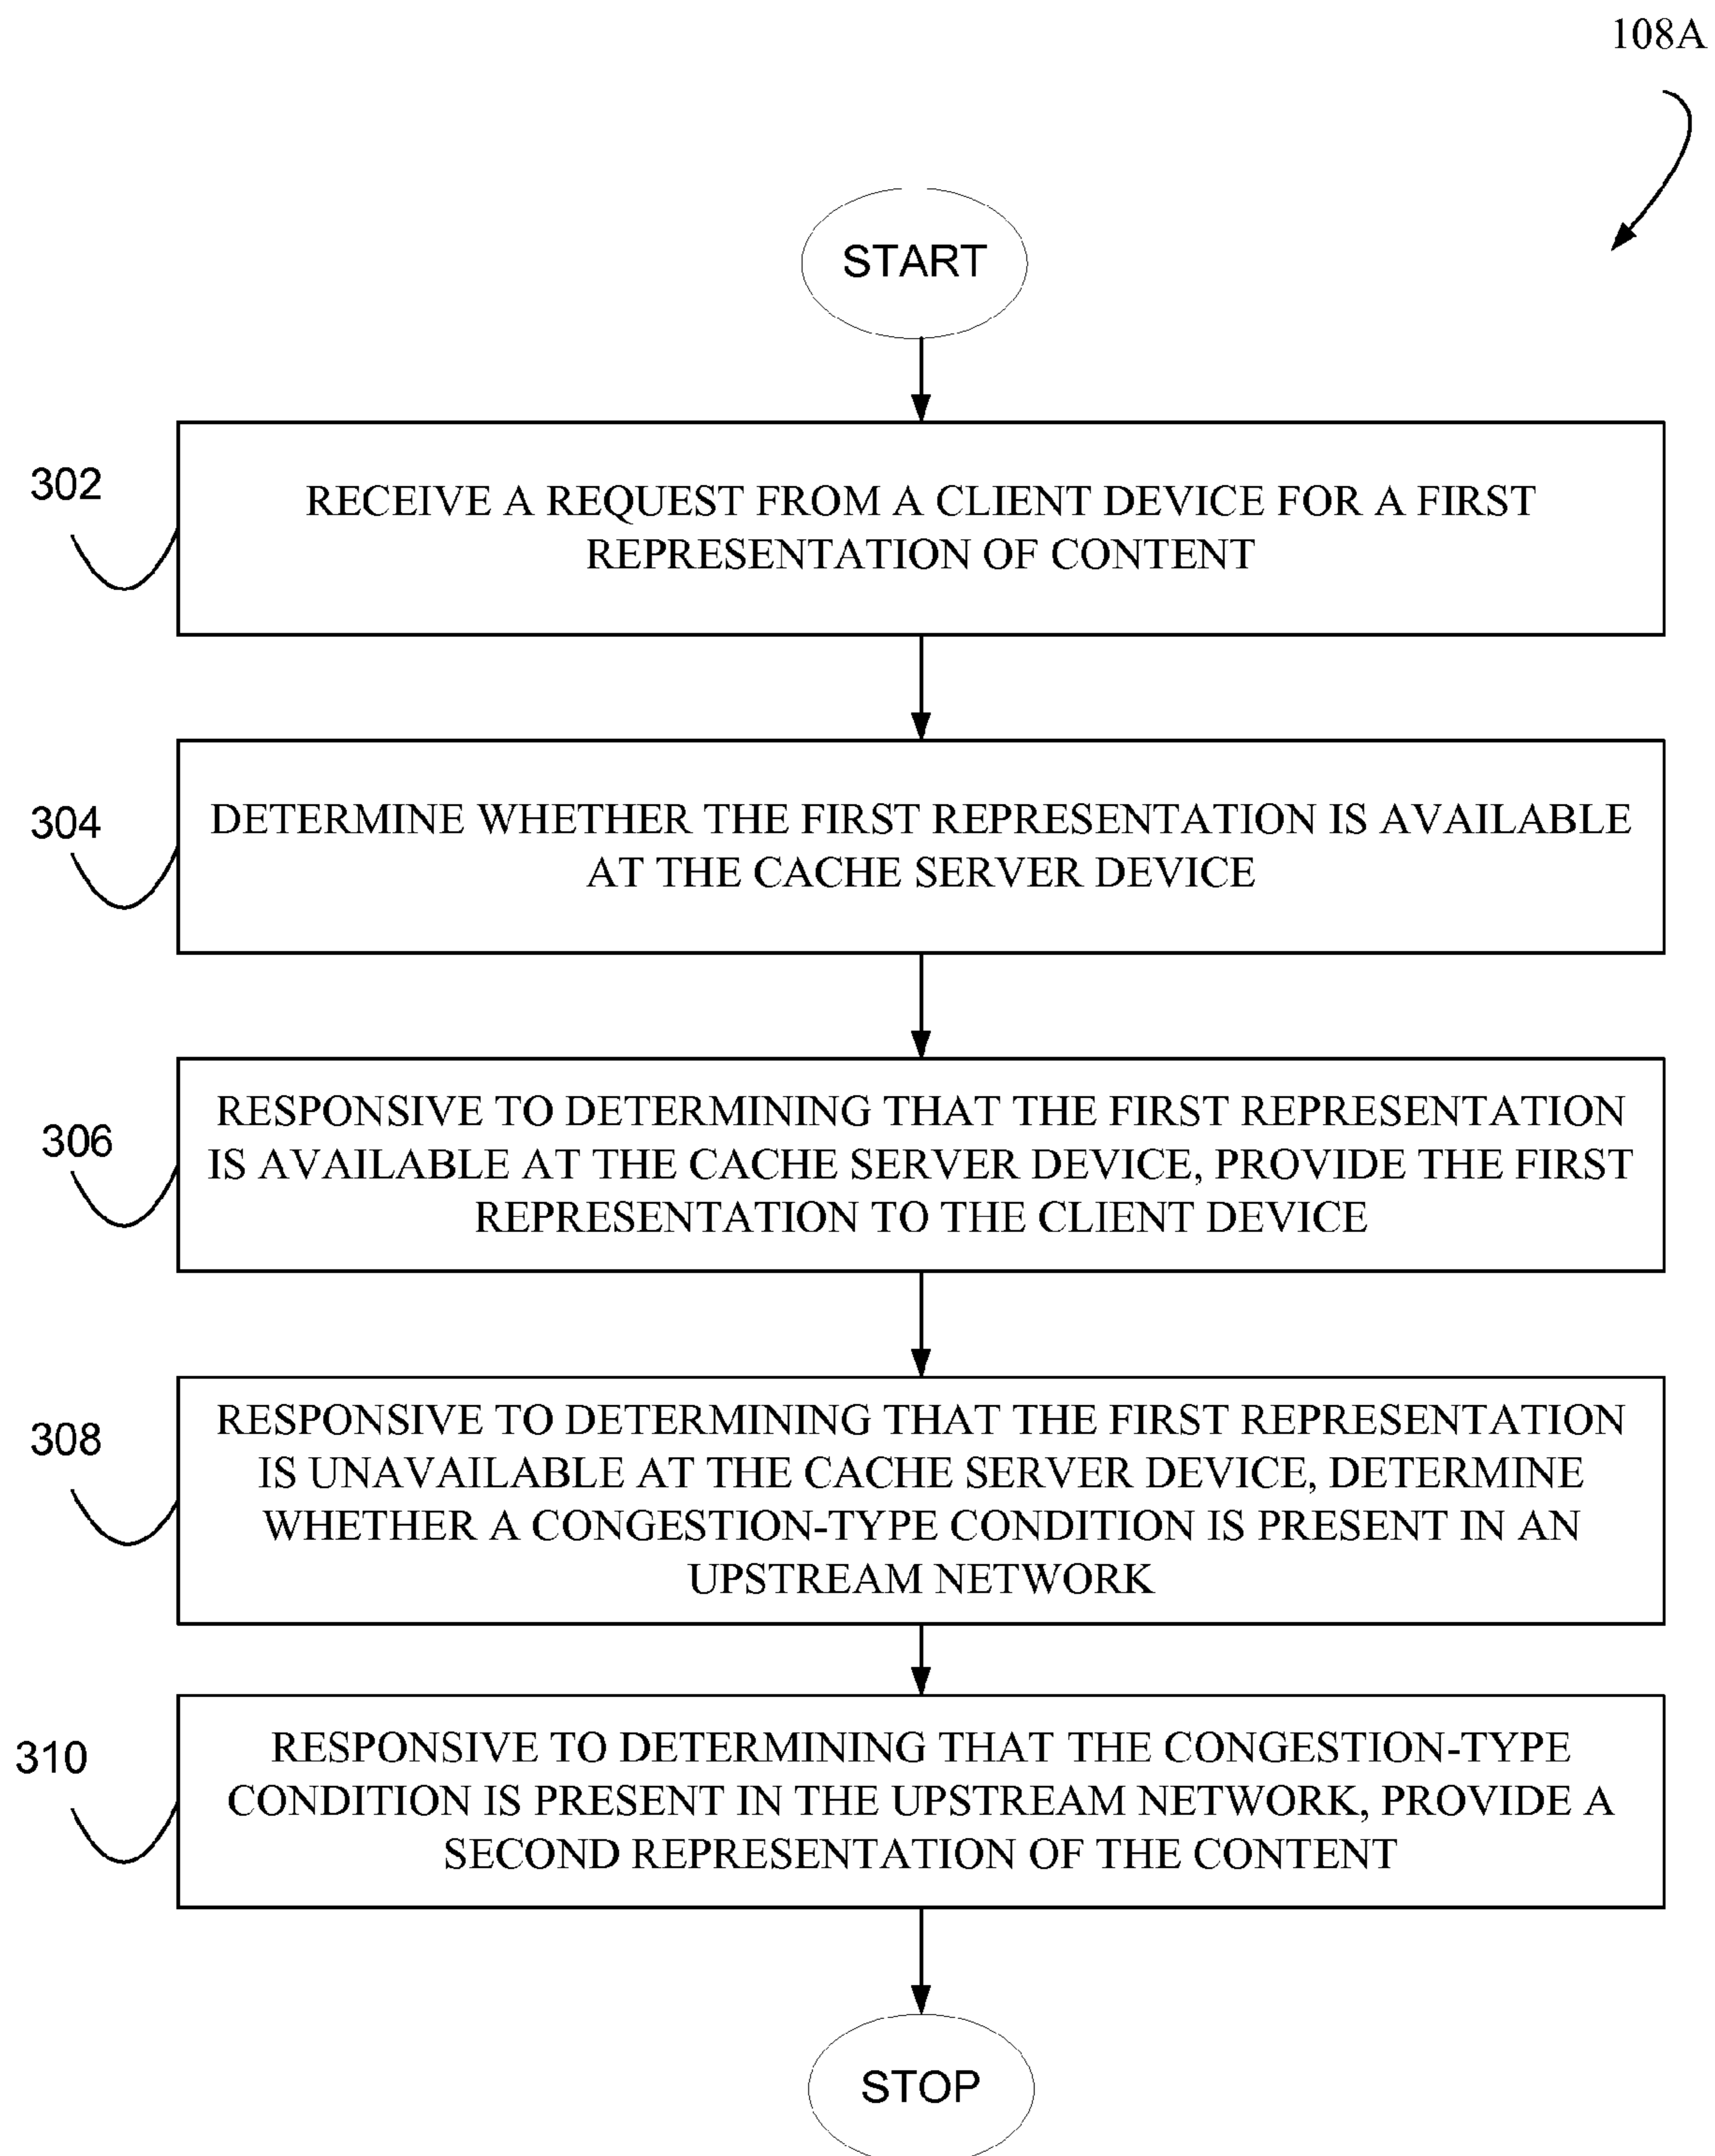 108A
START
302
RECEIVE A REQUEST FROM A CLIENT DEVICE FOR A FIRST
REPRESENTATION OF CONTENT
304
DETERMINE WHETHER THE FIRST REPRESENTATION IS AVAILABLE
AT THE CACHE SERVER DEVICE
306
RESPONSIVE TO DETERMINING THAT THE FIRST REPRESENTATION
IS AVAILABLE AT THE CACHE SERVER DEVICE, PROVIDE THE FIRST
REPRESENTATION TO THE CLIENT DEVICE
308
RESPONSIVE TO DETERMINING THAT THE FIRST REPRESENTATION
IS UNAVAILABLE AT THE CACHE SERVER DEVICE, DETERMINE
WHETHER A CONGESTION-TYPE CONDITION IS PRESENT IN AN
UPSTREAM NETWORK
310
RESPONSIVE TO DETERMINING THAT THE CONGESTION-TYPE
CONDITION IS PRESENT IN THE UPSTREAM NETWORK, PROVIDE A
SECOND REPRESENTATION OF THE CONTENT
STOP